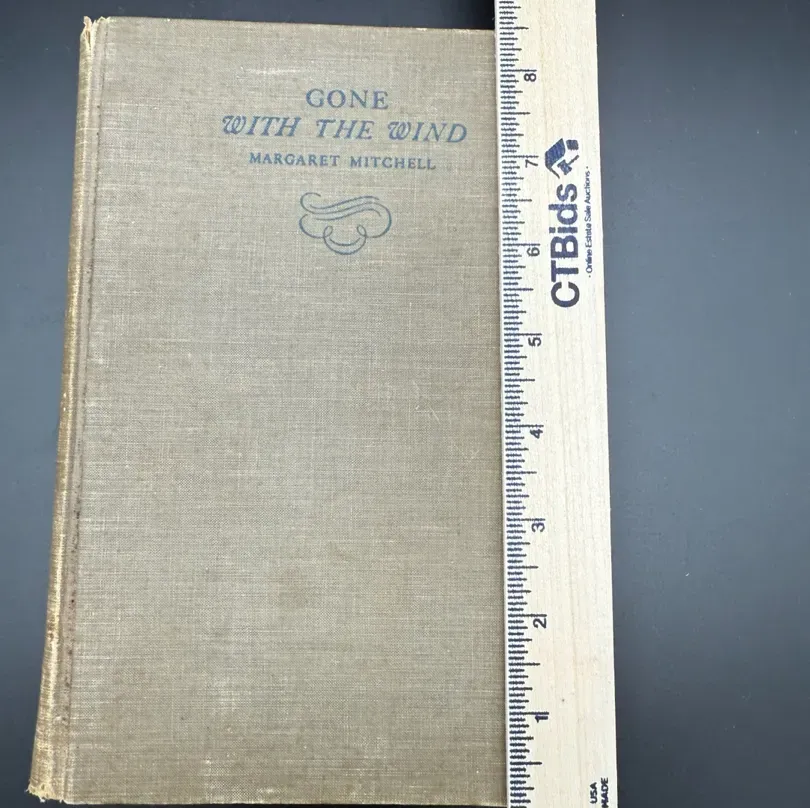 GONE
WITH THE WIND
MARGARET MITCHELL
8
7
6
5
4
3
2
1
CTBids
· Online Estate Sale Auctions ·
USA
MADE